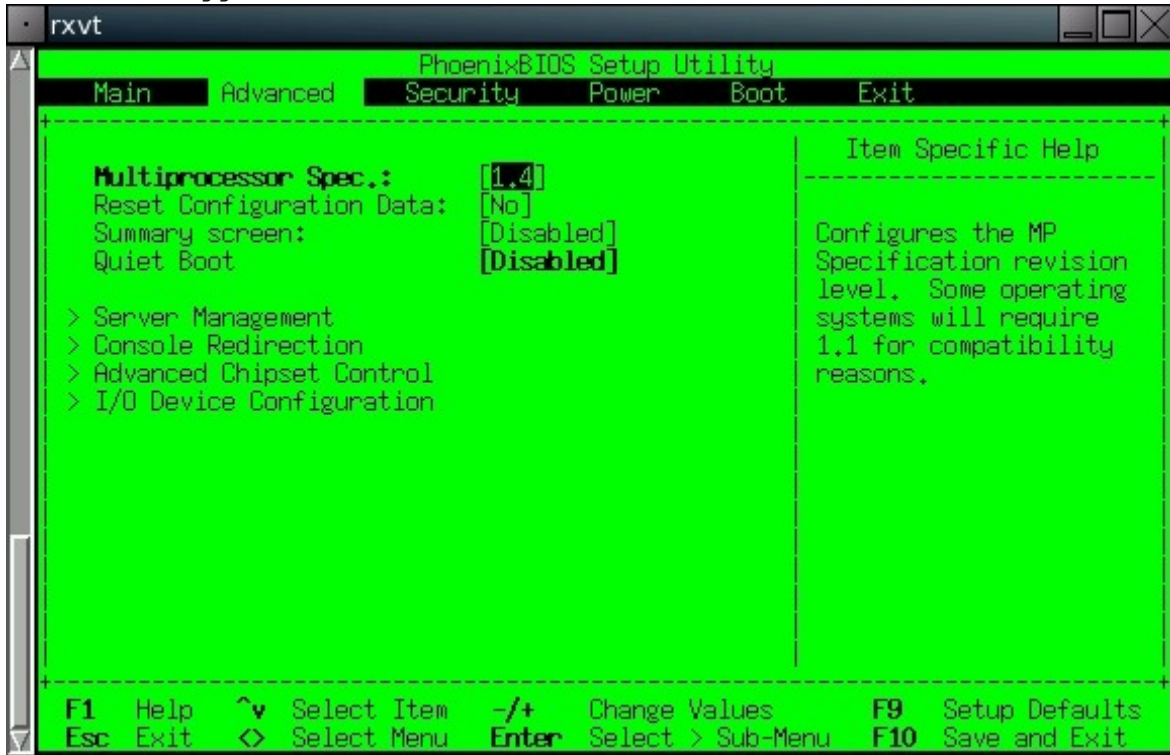 rxvt
PhoenixBIOS Setup Utility
Main Advanced Security Power Boot Exit
Item Specific Help
Multiprocessor Spec.: [1.4]
Reset Configuration Data: [No]
Summary screen: [Disabled]
Quiet Boot [Disabled]
> Server Management
> Console Redirection
> Advanced Chipset Control
> I/O Device Configuration
Configures the MP
Specification revision
level. Some operating
systems will require
1.1 for compatibility
reasons.
F1 Help ^v Select Item -/+ Change Values F9 Setup Defaults
Esc Exit <> Select Menu Enter Select > Sub-Menu F10 Save and Exit